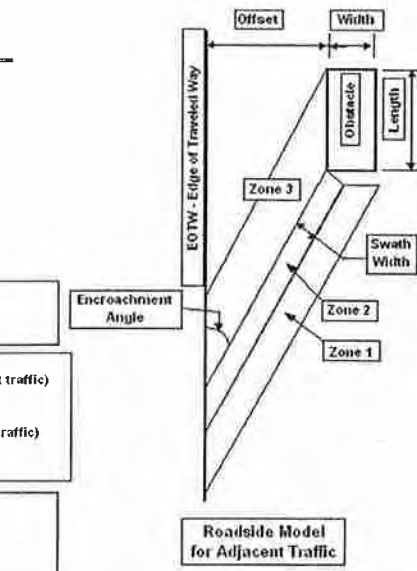 Offset
Width
EOTW - Edge of Traveled Way
Obstacle
Length
Zone 3
Swath
Width
Encroachment
Angle
Zone 2
Zone 1
t traffic)
raffic)
Roadside Model
for Adjacent Traffic